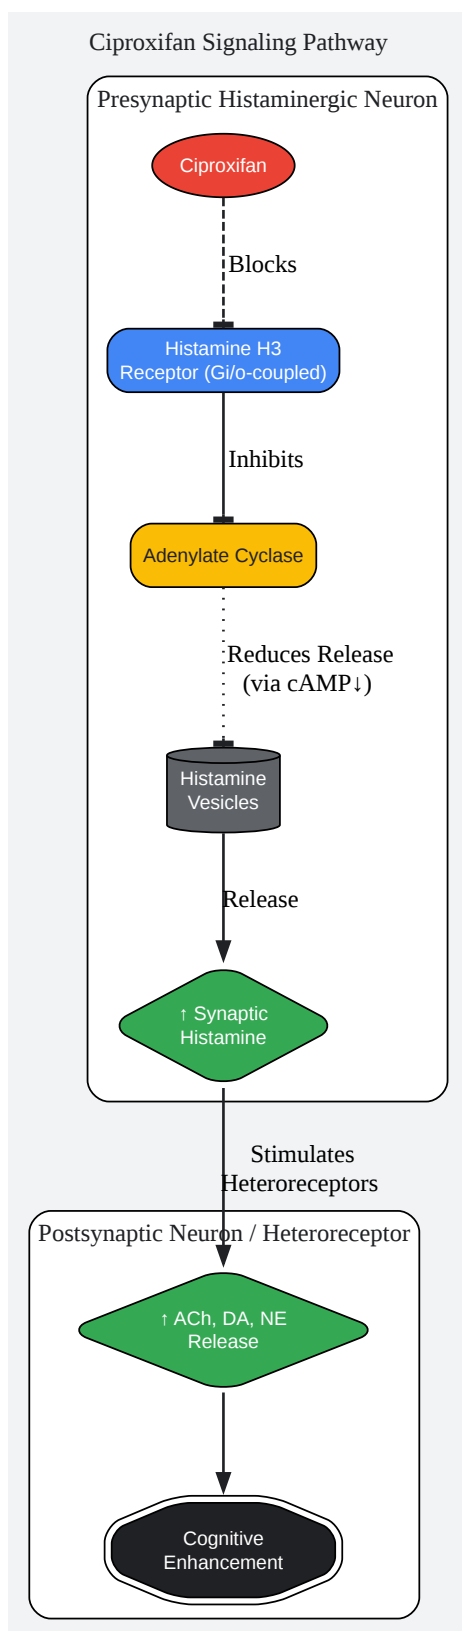 Ciproxifan Signaling Pathway
Presynaptic Histaminergic Neuron
Ciproxifan
Blocks
Histamine H3
Receptor (Gi/o-coupled)
Inhibits
Adenylate Cyclase
Reduces Release
(via cAMP↓)
Histamine
Vesicles
Release
↑ Synaptic
Histamine
Stimulates
Heteroreceptors
Postsynaptic Neuron / Heteroreceptor
↑ ACh, DA, NE
Release
Cognitive
Enhancement